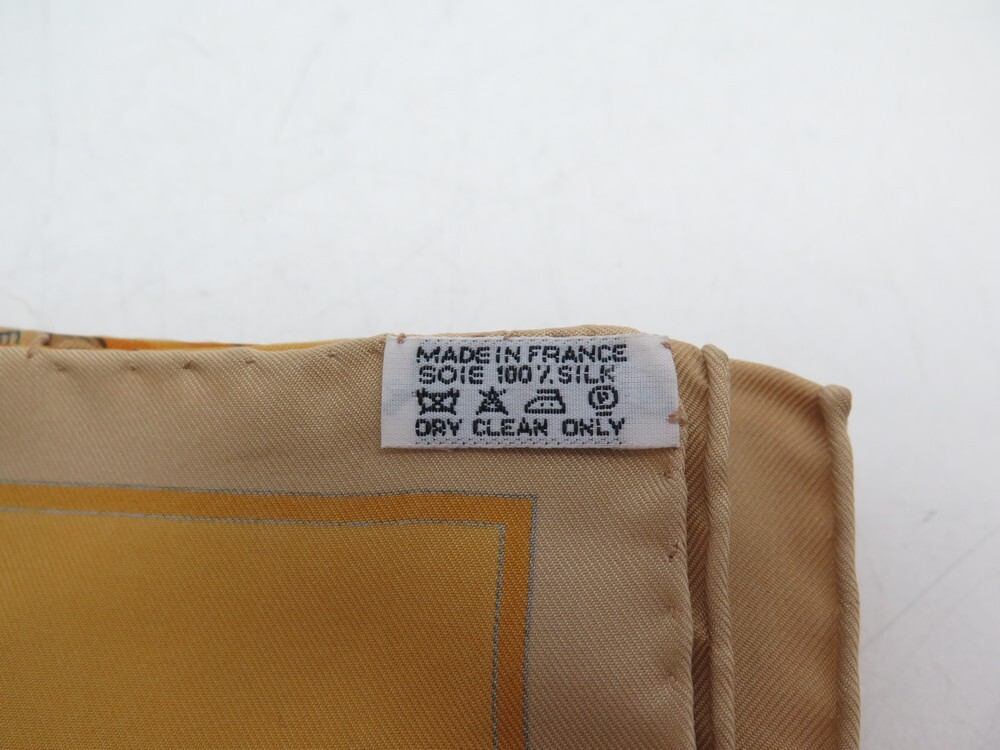 MADE IN FRANCE
SOIE 100% SILK
P
DRY CLEAN ONLY